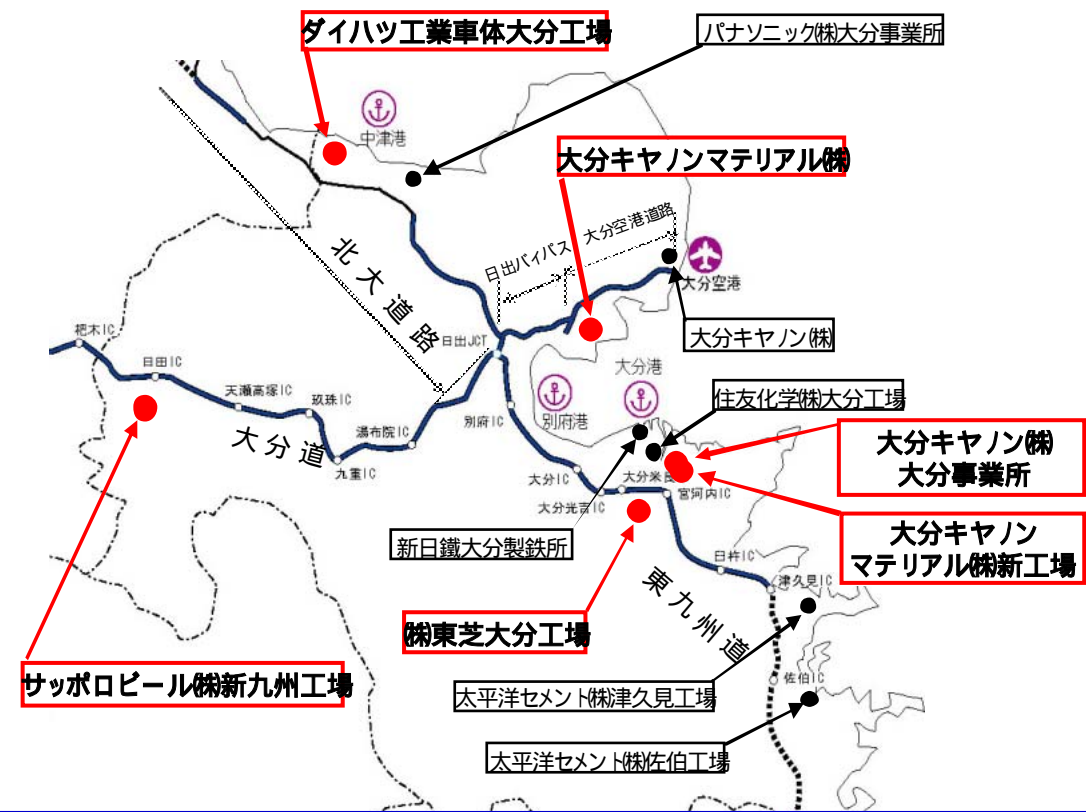 ダイハツ工業車体大分工場
パナソニック㈱大分事業所
中津港
大分キヤノンマテリアル㈱
北大道路
日出バイパス
大分空港道路
大分空港
大分キヤノン㈱
日出JCT
杷木IC
日田IC
天瀬高塚IC
玖珠IC
九重IC
湯布院IC
大分道
別府IC
別府港
大分港
住友化学㈱大分工場
大分キヤノン㈱
大分事業所
大分IC
大分光吉IC
大分米良
宮河内IC
新日鐵大分製鉄所
大分キヤノン
マテリアル㈱新工場
臼杵IC
津久見IC
東九州道
㈱東芝大分工場
サッポロビール㈱新九州工場
太平洋セメント㈱津久見工場
佐伯IC
太平洋セメント㈱佐伯工場